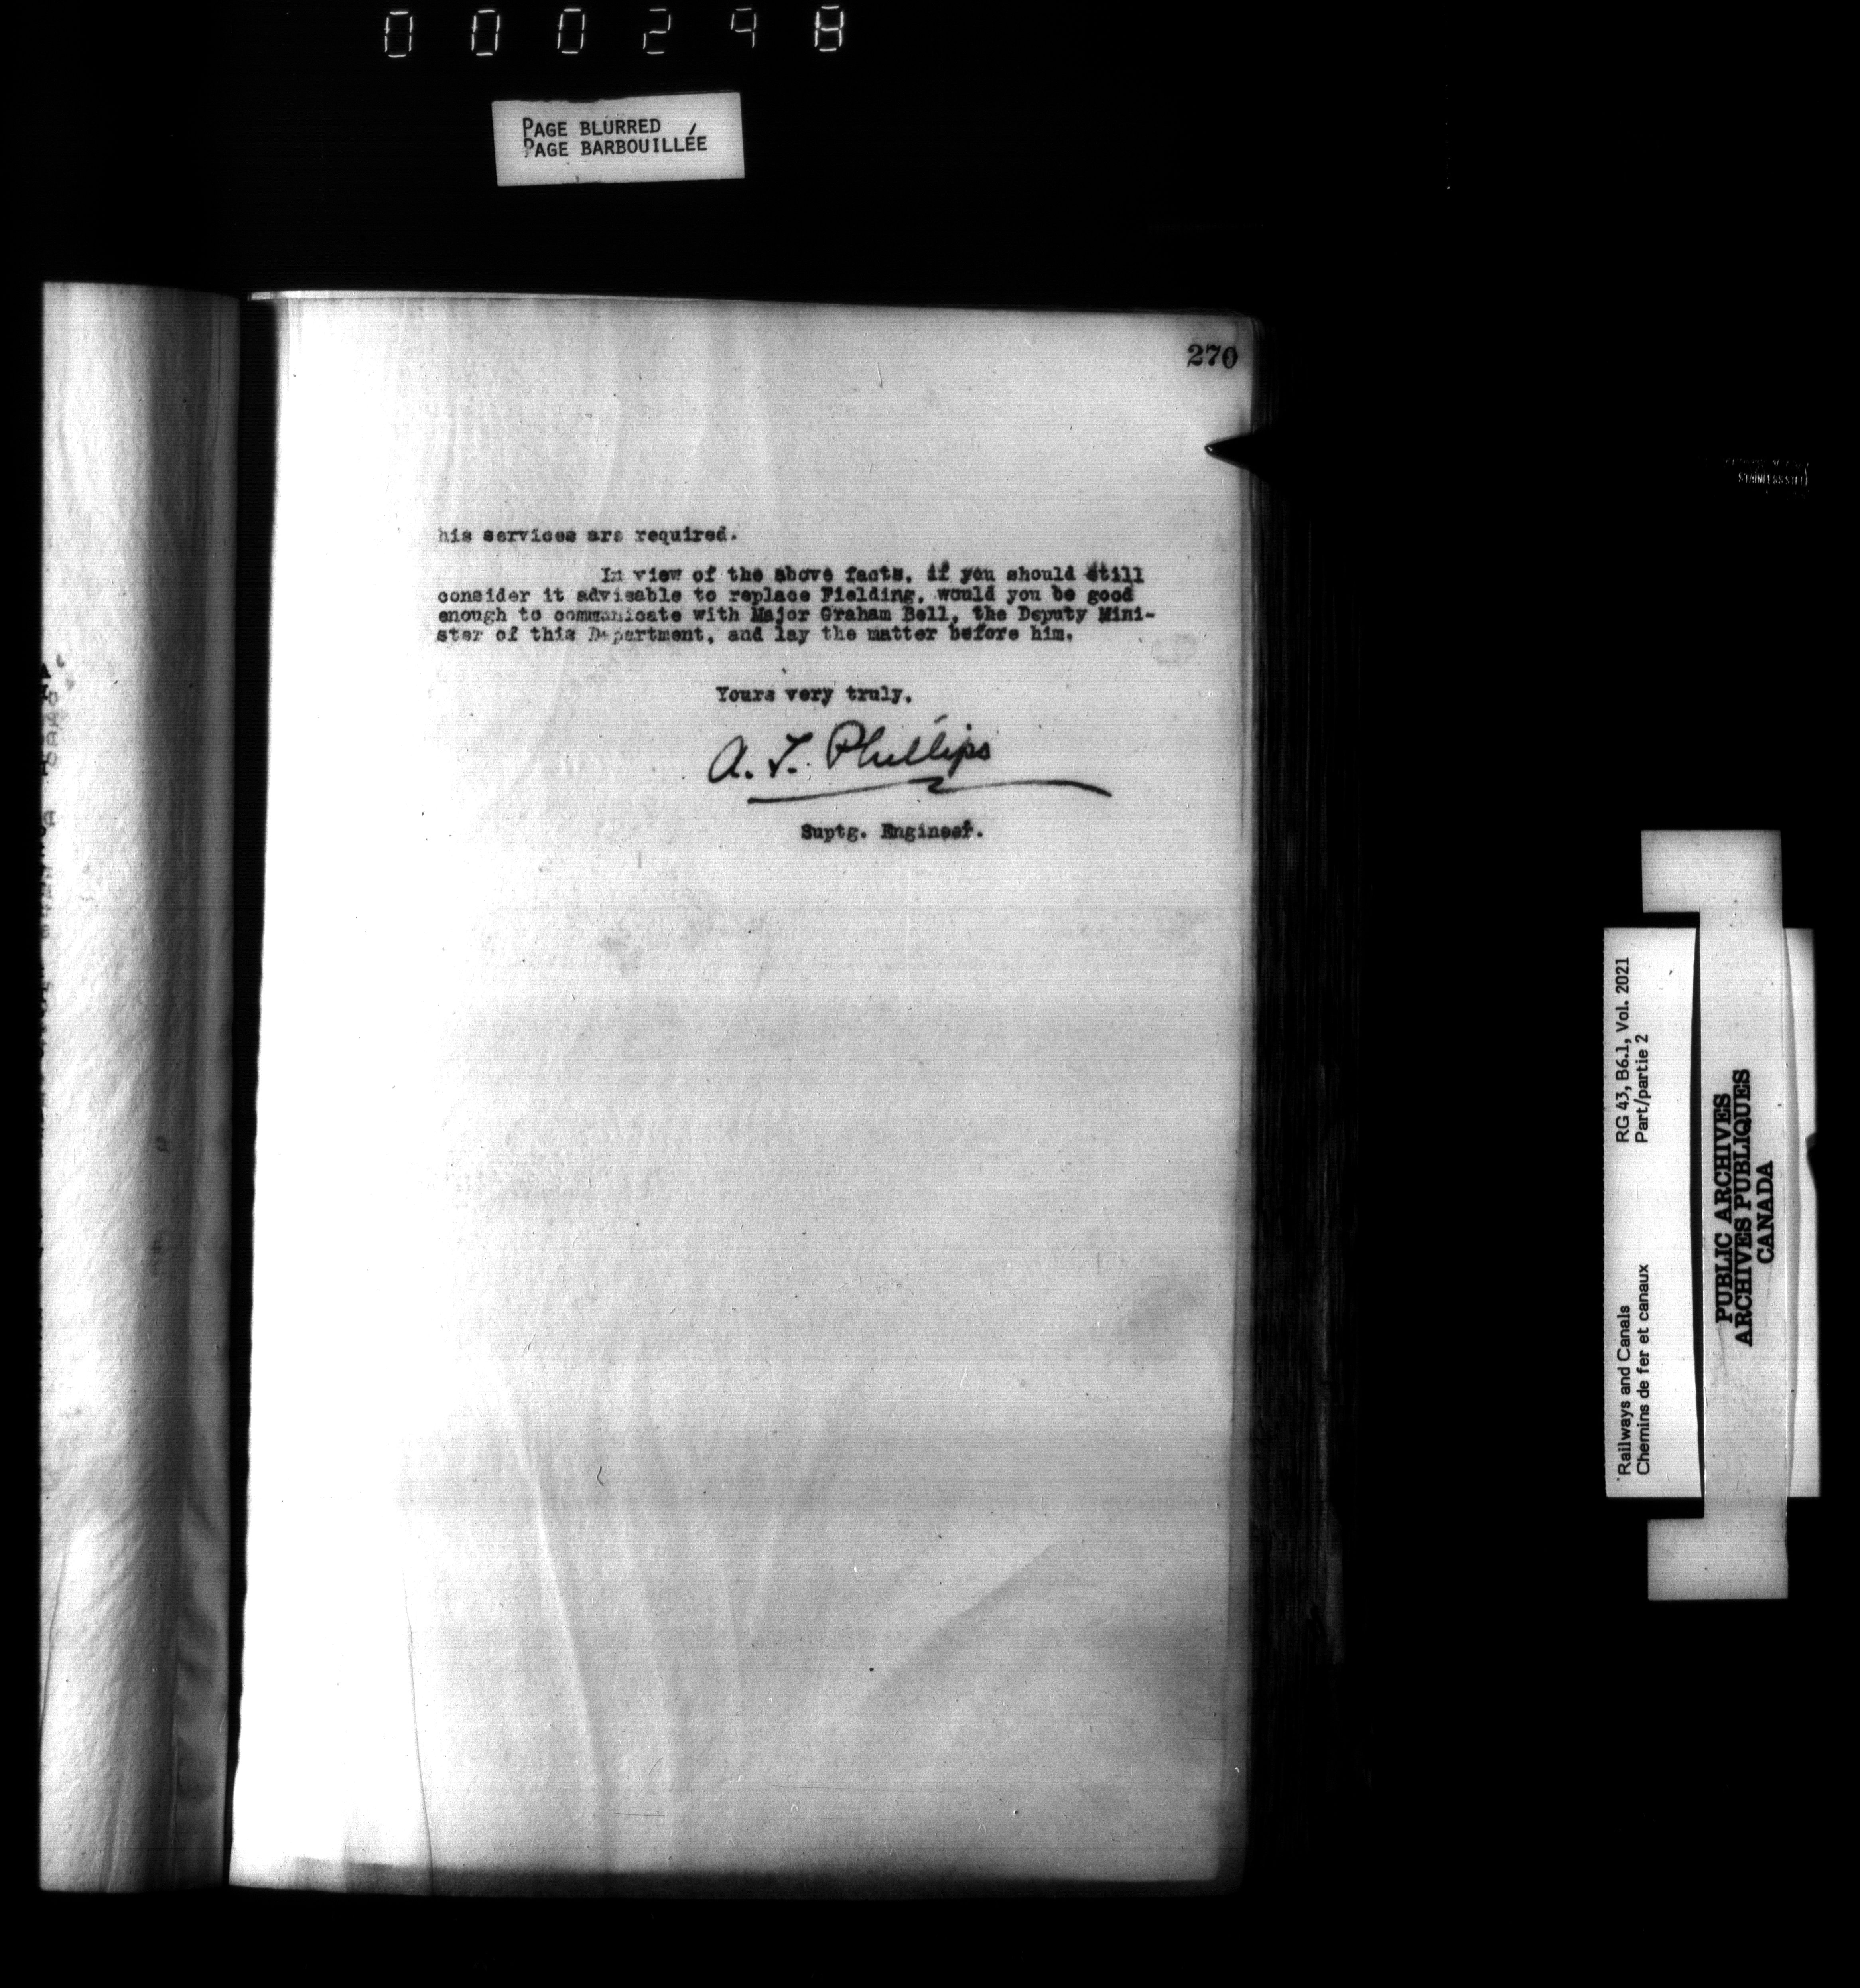 000298
PAGE BLURRED
PAGE BARBOUILLÉE
270
his services are required.
In view of the above facts, if you should still
consider it advisable to replace Fielding, would you be good
enough to communicate with Major Graham Bell, the Deputy Mini-
ster of this Department, and lay the matter before him.
Yours very truly,
A. T. Phillips
Suptg. Engineer.
RG 43, B6.1, Vol. 2021
Part/partie 2
Railways and Canals
Chemins de fer et canaux
PUBLIC ARCHIVES
ARCHIVES PUBLIQUES
CANADA